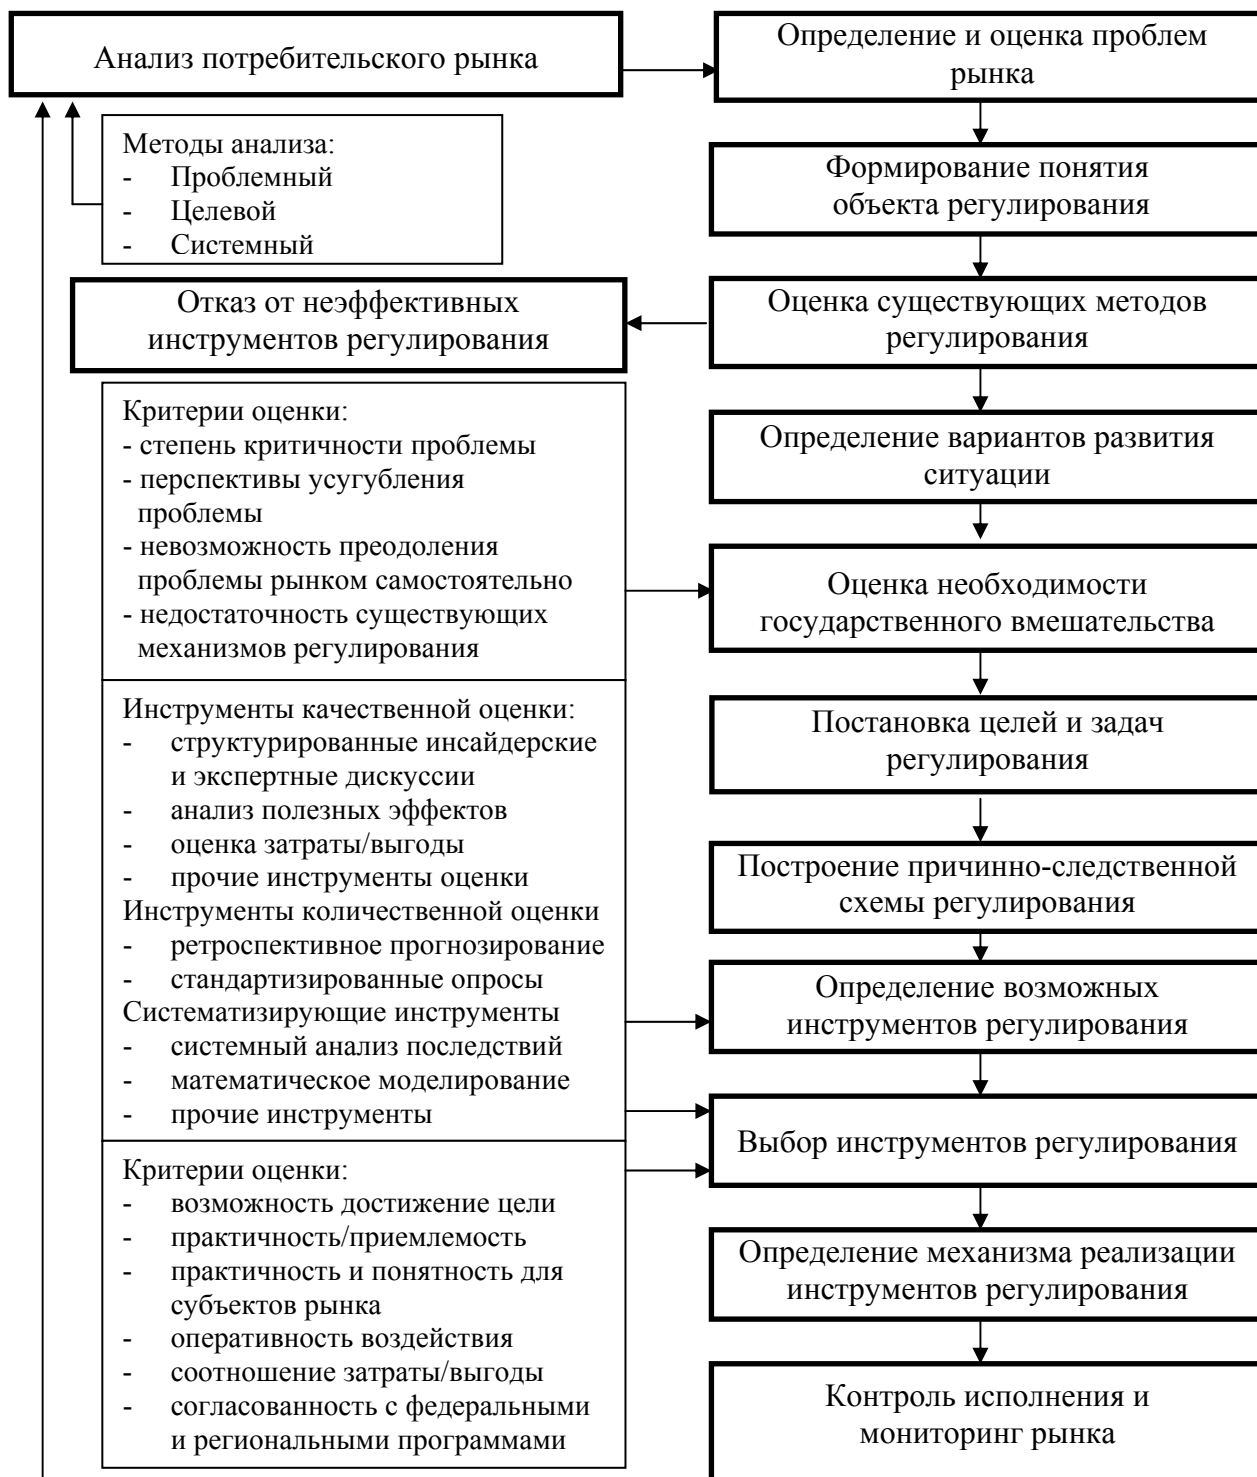 Анализ потребительского рынка
Определение и оценка проблем
рынка
Методы анализа:
- Проблемный
- Целевой
- Системный
Формирование понятия
объекта регулирования
Отказ от неэффективных
инструментов регулирования
Оценка существующих методов
регулирования
Критерии оценки:
- степень критичности проблемы
- перспективы усугубления
проблемы
- невозможность преодоления
проблемы рынком самостоятельно
- недостаточность существующих
механизмов регулирования
Определение вариантов развития
ситуации
Оценка необходимости
государственного вмешательства
Инструменты качественной оценки:
- структурированные инсайдерские
и экспертные дискуссии
- анализ полезных эффектов
- оценка затраты/выгоды
- прочие инструменты оценки
Инструменты количественной оценки
- ретроспективное прогнозирование
- стандартизированные опросы
Систематизирующие инструменты
- системный анализ последствий
- математическое моделирование
- прочие инструменты
Постановка целей и задач
регулирования
Построение причинно-следственной
схемы регулирования
Определение возможных
инструментов регулирования
Выбор инструментов регулирования
Критерии оценки:
- возможность достижение цели
- практичность/приемлемость
- практичность и понятность для
субъектов рынка
- оперативность воздействия
- соотношение затраты/выгоды
- согласованность с федеральными
и региональными программами
Определение механизма реализации
инструментов регулирования
Контроль исполнения и
мониторинг рынка